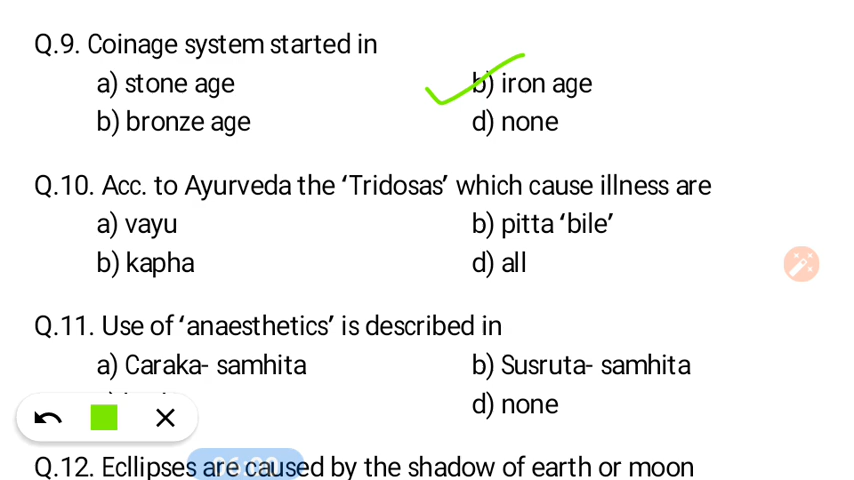 Q.9. Coinage system started in
a) stone age b) iron age
b) bronze age d) none
Q.10. Acc. to Ayurveda the ‘Tridosas’ which cause illness are
a) vayu b) pitta ‘bile’
b) kapha d) all
Q.11. Use of ‘anaesthetics’ is described in
a) Caraka- samhita b) Susruta- samhita
d) none
Q.12. Ecllipses are caused by the shadow of earth or moon